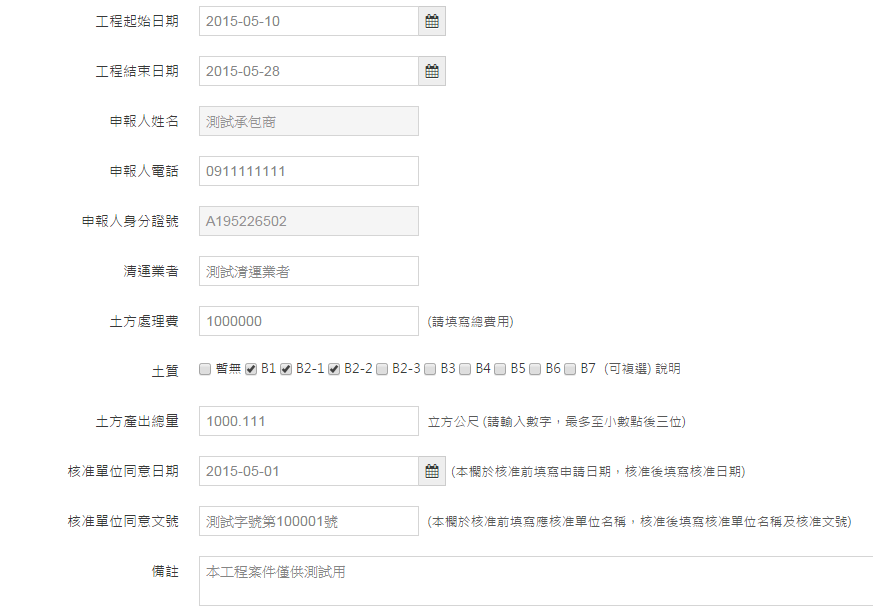 工程起始日期 2015-05-10
工程結束日期 2015-05-28
申報人姓名 測試承包商
申報人電話 0911111111
申報人身分證號 A195226502
清運業者 測試清運業者
土方處理費 1000000 (請填寫總費用)
土質 暫無 B1 B2-1 B2-2 B2-3 B3 B4 B5 B6 B7 (可複選) 說明
土方產出總量 1000.111 立方公尺 (請輸入數字，最多至小數點後三位)
核准單位同意日期 2015-05-01 (本欄於核准前填寫申請日期，核准後填寫核准日期)
核准單位同意文號 測試字號第100001號 (本欄於核准前填寫應核准單位名稱，核准後填寫核准單位名稱及核准文號)
備註 本工程案件僅供測試用